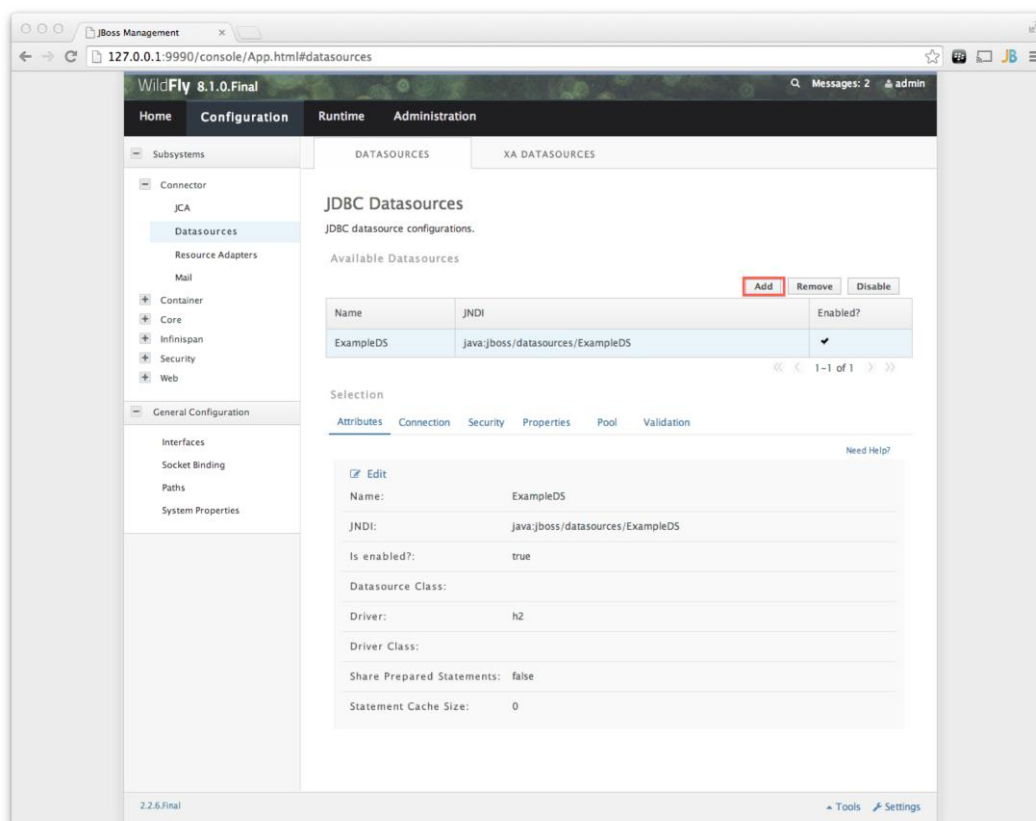 JBoss Management
127.0.0.1:9990/console/App.html#datasources
JB
WildFly 8.1.0.Final
Messages: 2 admin
Home Configuration Runtime Administration
Subsystems
Connector
JCA
Datasources
Resource Adapters
Mail
Container
Core
Infinispan
Security
Web
General Configuration
Interfaces
Socket Binding
Paths
System Properties
DATASOURCES XA DATASOURCES
JDBC Datasources
JDBC datasource configurations.
Available Datasources
Add Remove Disable
Name JNDI Enabled?
ExampleDS java:jboss/datasources/ExampleDS
1-1 of 1
Selection
Attributes Connection Security Properties Pool Validation
Need Help?
Edit
Name: ExampleDS
JNDI: java:jboss/datasources/ExampleDS
Is enabled?: true
Datasource Class:
Driver: h2
Driver Class:
Share Prepared Statements: false
Statement Cache Size: 0
2.2.6.Final
Tools Settings